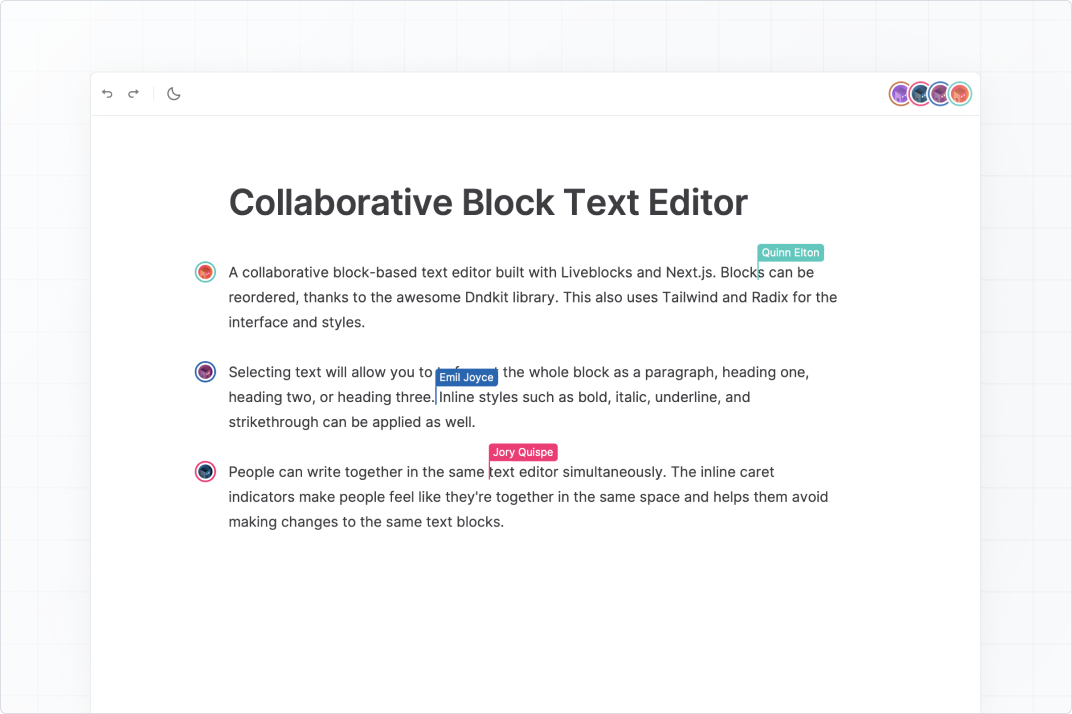 Collaborative Block Text Editor
Quinn Elton
A collaborative block-based text editor built with Liveblocks and Next.js. Blocks can be
reordered, thanks to the awesome Dndkit library. This also uses Tailwind and Radix for the
interface and styles.
Selecting text will allow you to the whole block as a paragraph, heading one,
Emil Joyce
heading two, or heading three. Inline styles such as bold, italic, underline, and
strikethrough can be applied as well.
Jory Quispe
People can write together in the same text editor simultaneously. The inline caret
indicators make people feel like they're together in the same space and helps them avoid
making changes to the same text blocks.